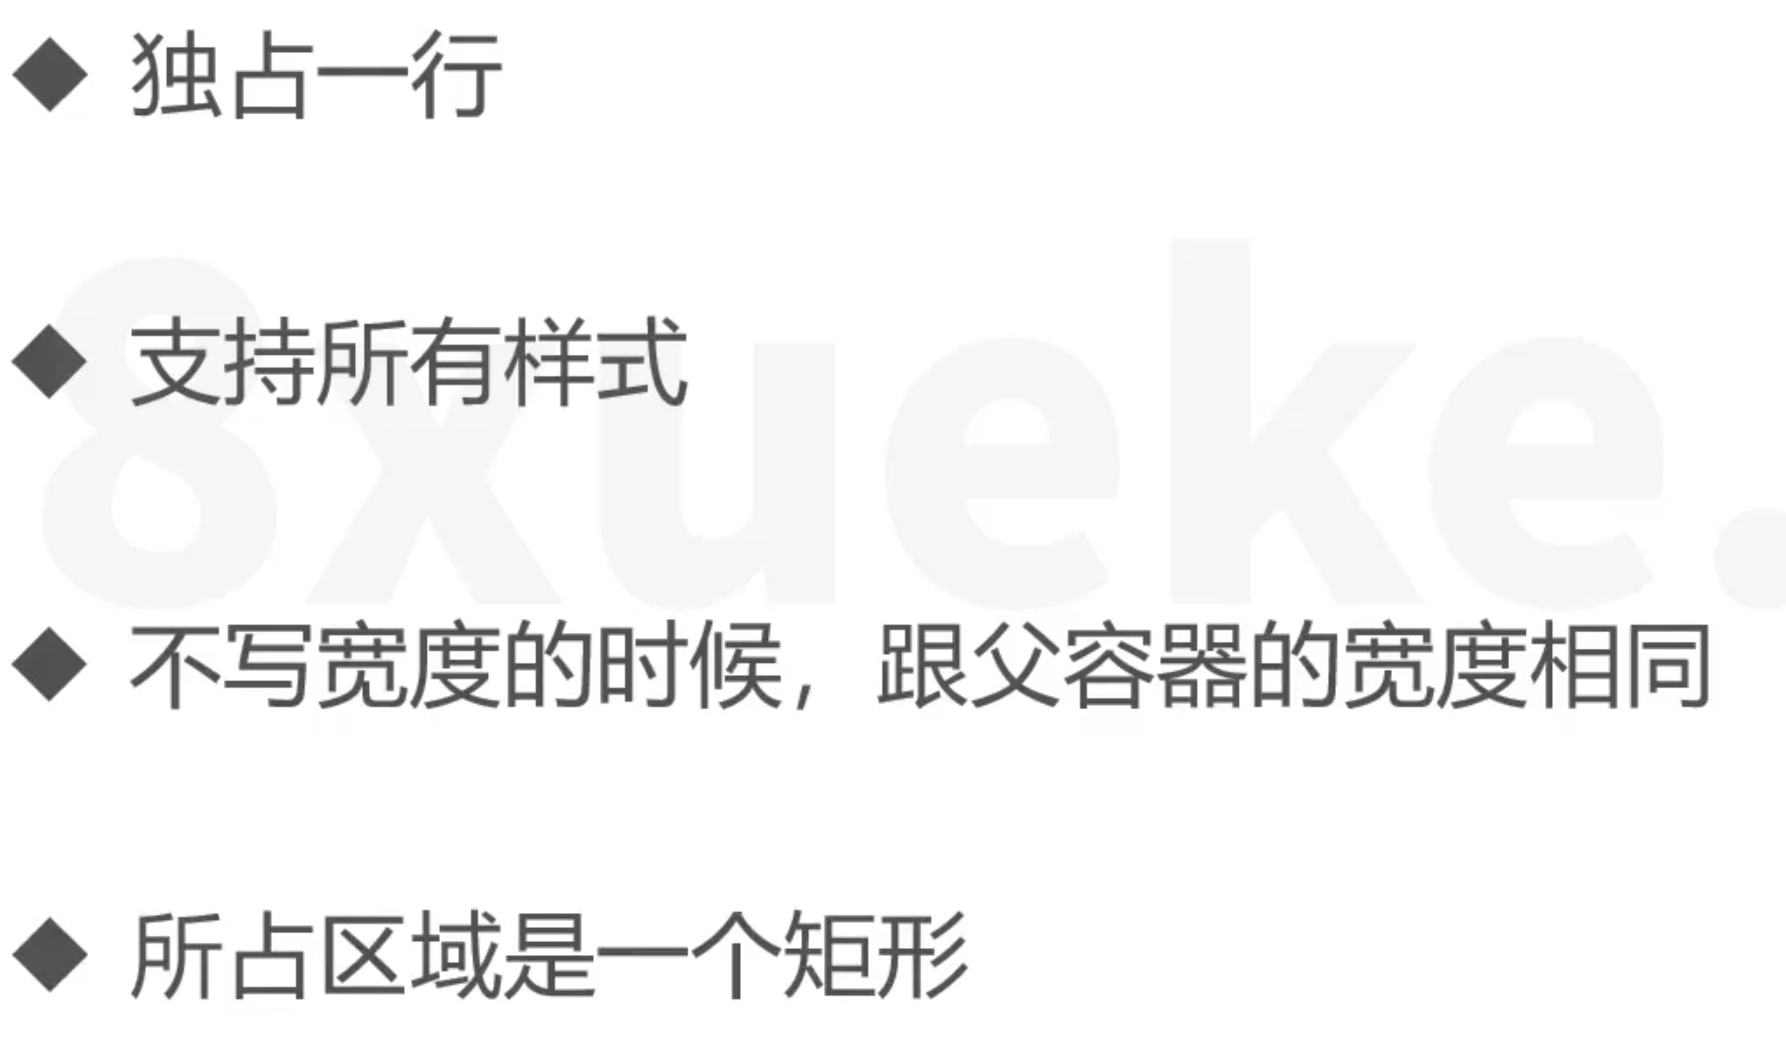 ◆ 独占一行
◆ 支持所有样式
8xueke.
◆ 不写宽度的时候，跟父容器的宽度相同
◆ 所占区域是一个矩形